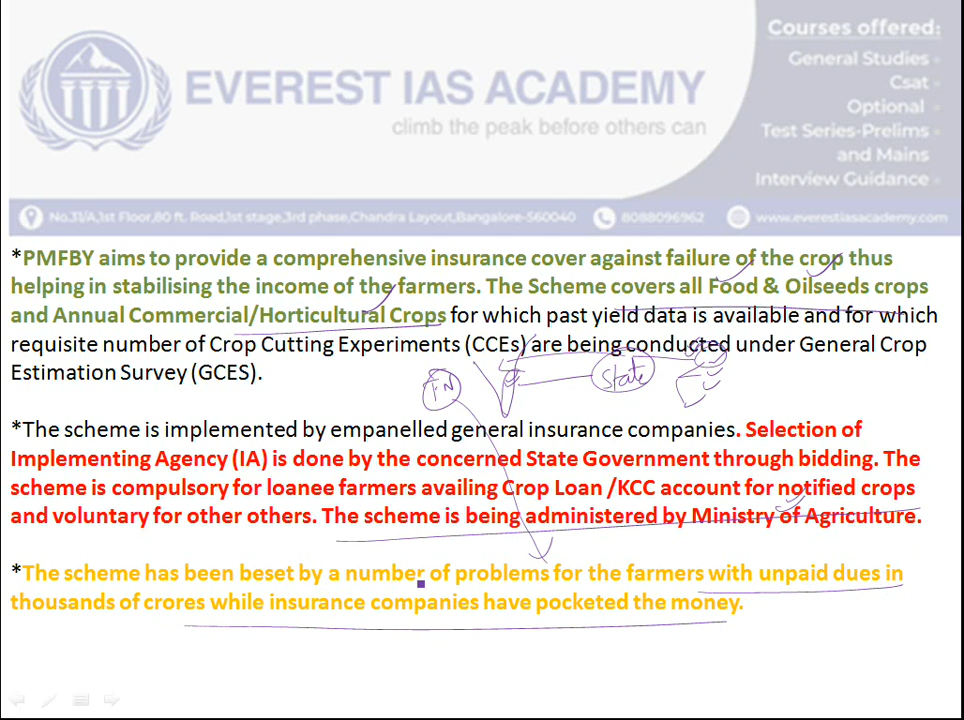 Courses offered:
General Studies
Csat
Optional
Test Series-Prelims
and Mains
Interview Guidance
EVEREST IAS ACADEMY
climb the peak before others can
No.31/A,1st Floor,80 ft. Road,1st stage,3rd phase,Chandra Layout,Bangalore-560040 8088096962 www.everestiasacademy.com
*PMFBY aims to provide a comprehensive insurance cover against failure of the crop thus
helping in stabilising the income of the farmers. The Scheme covers all Food & Oilseeds crops
and Annual Commercial/Horticultural Crops for which past yield data is available and for which
requisite number of Crop Cutting Experiments (CCEs) are being conducted under General Crop
Estimation Survey (GCES).
State
*The scheme is implemented by empanelled general insurance companies. Selection of
Implementing Agency (IA) is done by the concerned State Government through bidding. The
scheme is compulsory for loanee farmers availing Crop Loan /KCC account for notified crops
and voluntary for other others. The scheme is being administered by Ministry of Agriculture.
*The scheme has been beset by a number of problems for the farmers with unpaid dues in
thousands of crores while insurance companies have pocketed the money.